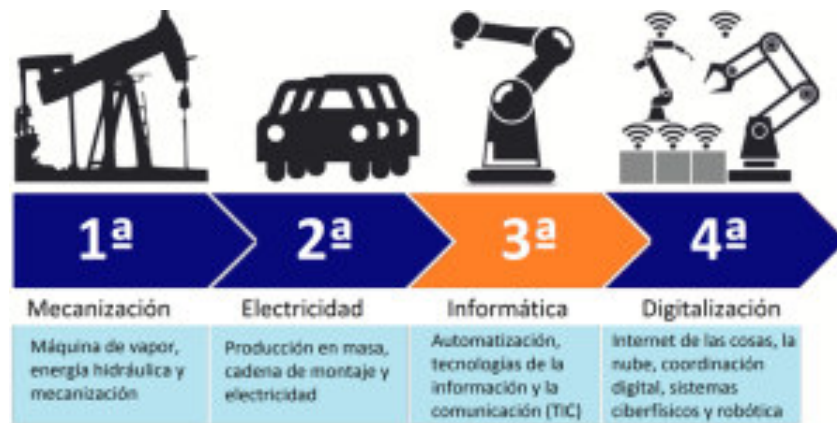 1ª
2ª
3ª
4ª
Mecanización
Electricidad
Informática
Digitalización
Máquina de vapor,
energía hidráulica y
mecanización
Producción en masa,
cadena de montaje y
electricidad
Automatización,
tecnologías de la
información y la
comunicación (TIC)
Internet de las cosas, la
nube, coordinación
digital, sistemas
ciberfísicos y robótica